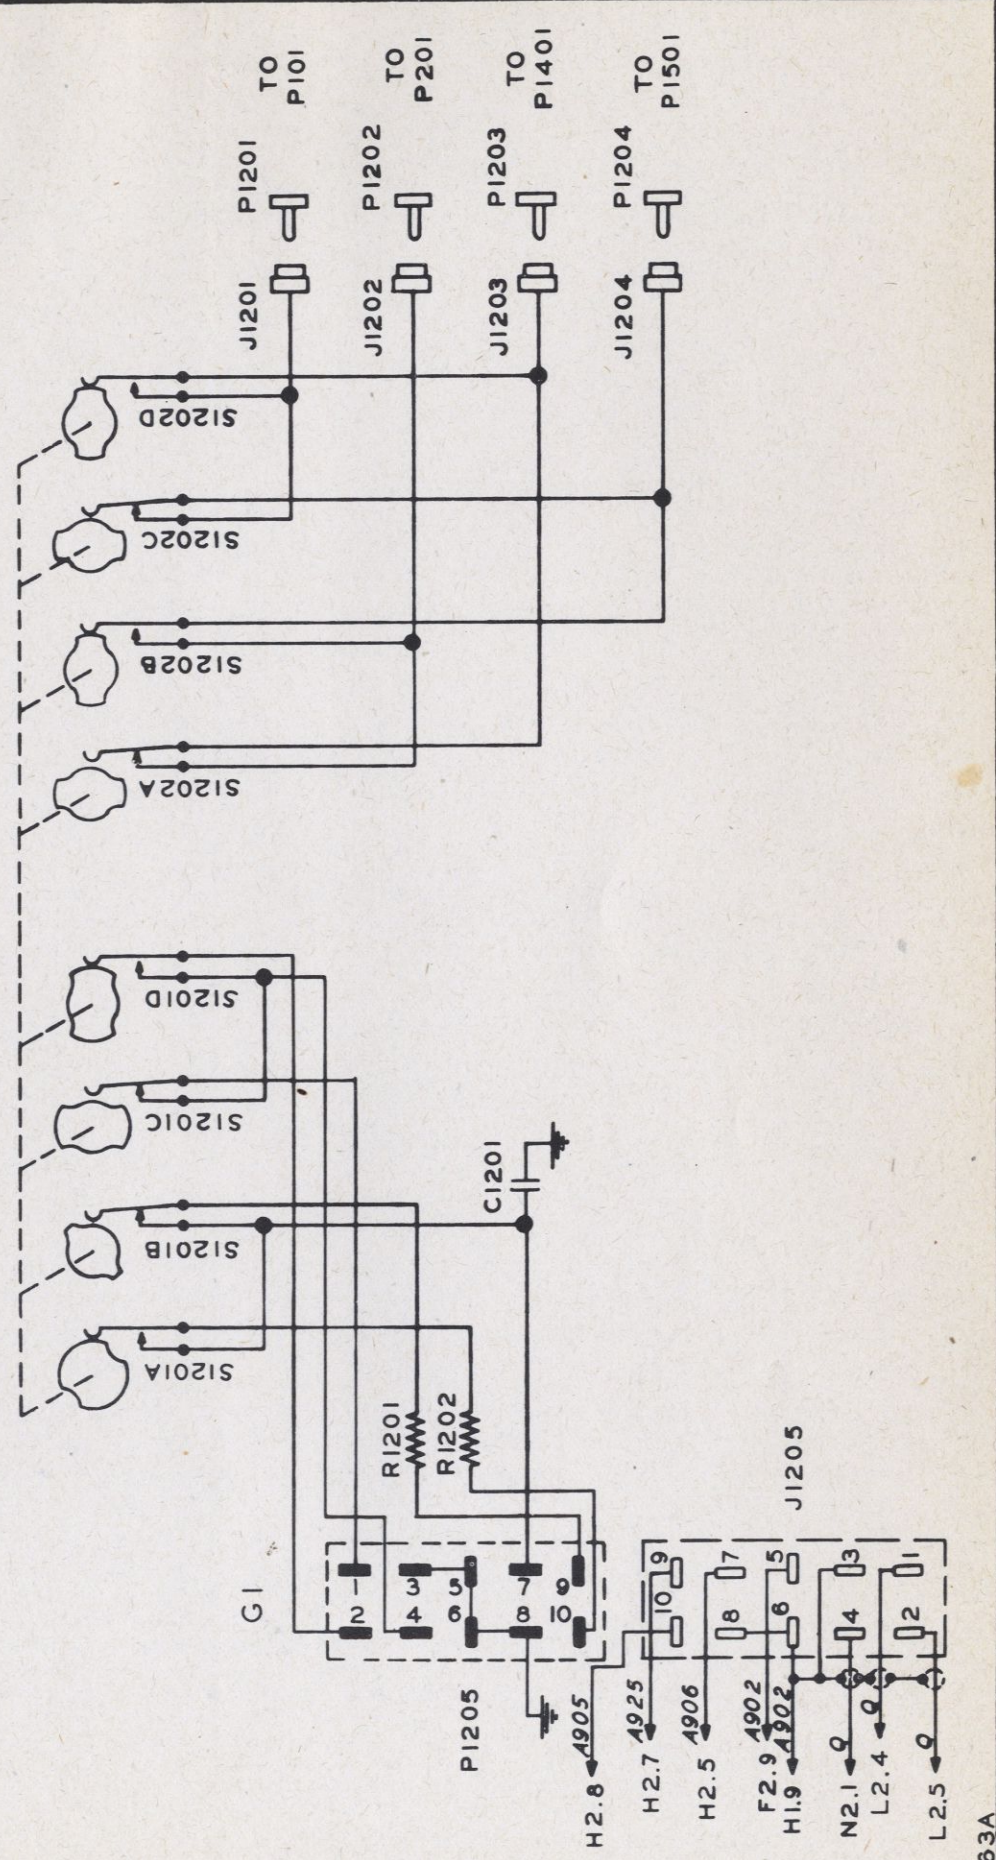 TO
P101
TO
P201
TO
P1401
TO
P1501
P1201
P1202
P1203
P1204
J1201
J1202
J1203
J1204
S1202D
S1202C
S1202B
S1202A
S1201D
S1201C
S1201B
S1201A
C1201
R1201
R1202
G1
1
3
5
7
9
2
4
6
8
10
P1205
J1205
9
7
5
3
1
10
8
6
4
2
A905
A925
A906
A902
A902
Q
Q
Q
H2.8
H2.7
H2.5
F2.9
H1.9
N2.1
L2.4
L2.5
63A